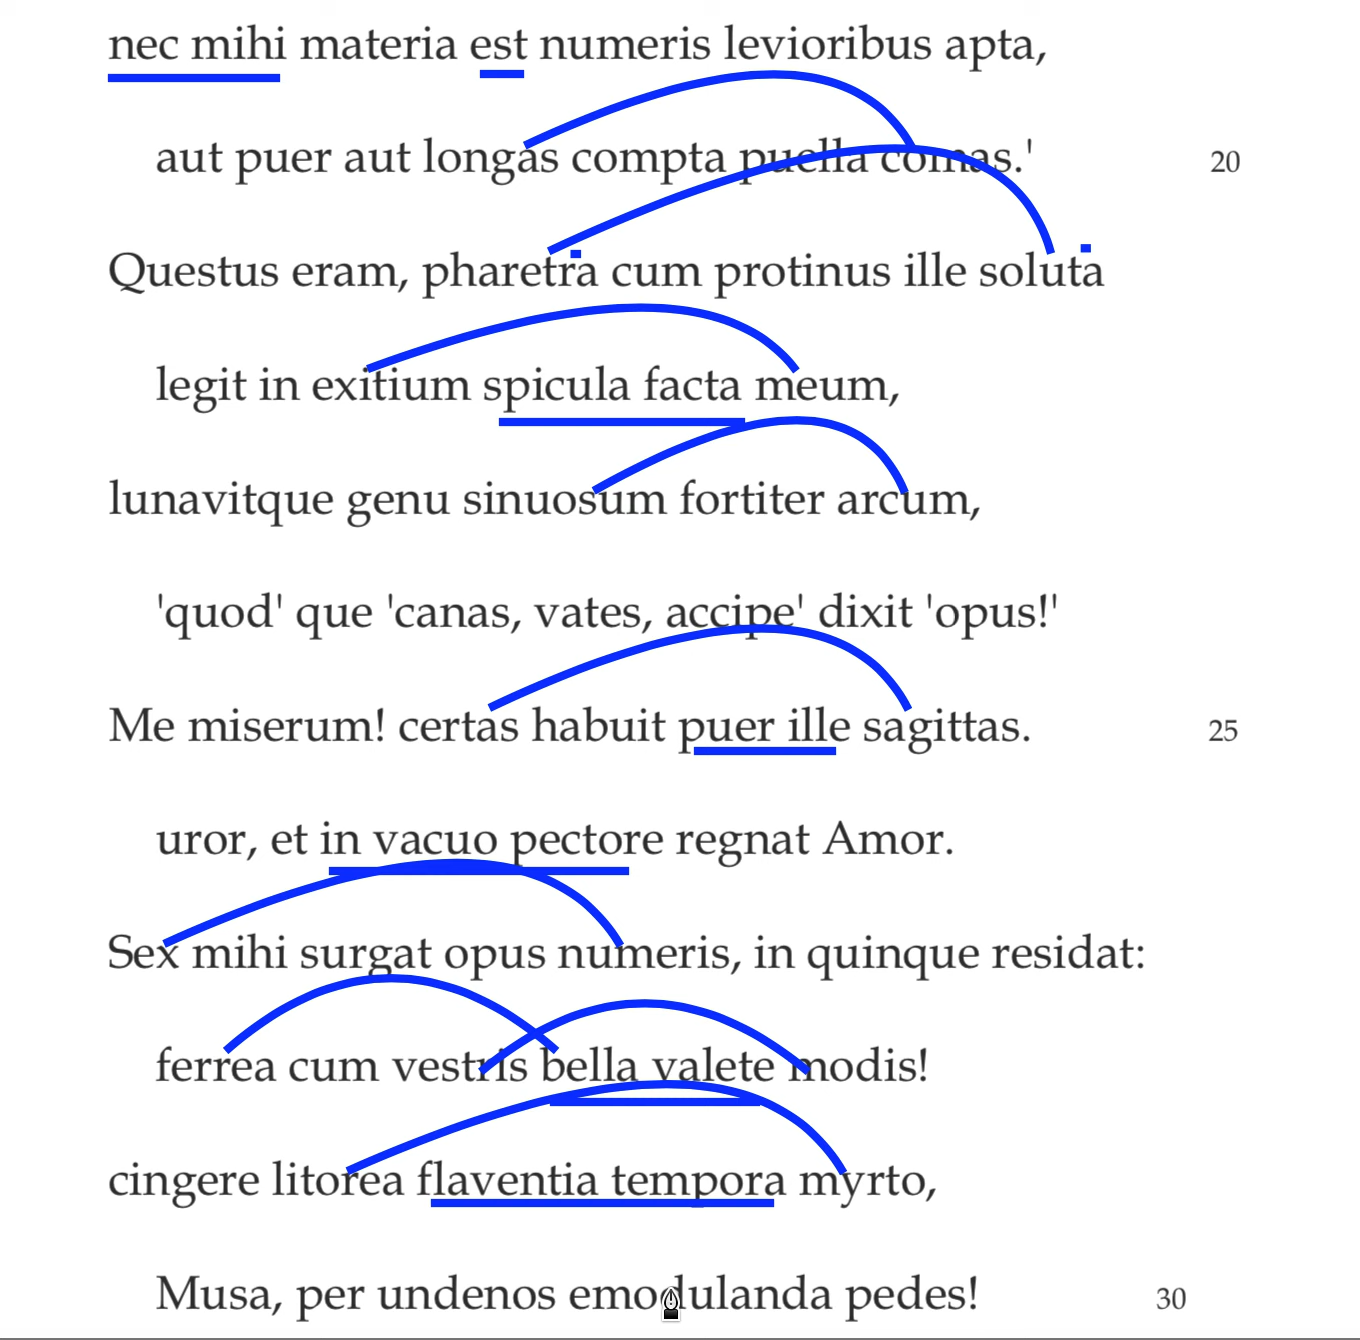 nec mihi materia est numeris levioribus apta,
aut puer aut longas compta puella comas.' 20
Questus eram, pharetra cum protinus ille soluta
legit in exitium spicula facta meum,
lunavitque genu sinuosum fortiter arcum,
'quod' que 'canas, vates, accipe' dixit 'opus!'
Me miserum! certas habuit puer ille sagittas. 25
uror, et in vacuo pectore regnat Amor.
Sex mihi surgat opus numeris, in quinque residat:
ferrea cum vestris bella valete modis!
cingere litorea flaventia tempora myrto,
Musa, per undenos emodulanda pedes! 30